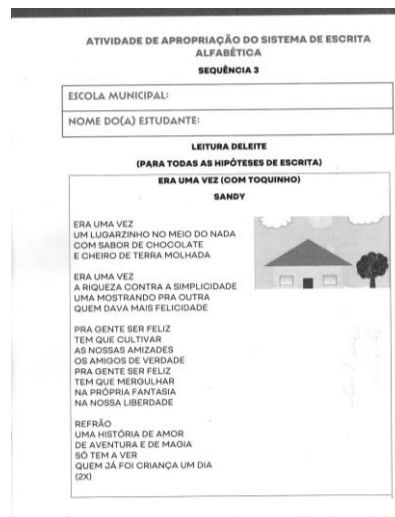 ATIVIDADE DE APROPRIAÇÃO DO SISTEMA DE ESCRITA
ALFABÉTICA
SEQUÊNCIA 3
ESCOLA MUNICIPAL:
NOME DO(A) ESTUDANTE:
LEITURA DELEITE
(PARA TODAS AS HIPÓTESES DE ESCRITA)
ERA UMA VEZ (COM TOQUINHO)
SANDY
ERA UMA VEZ
UM LUGARZINHO NO MEIO DO NADA
COM SABOR DE CHOCOLATE
E CHEIRO DE TERRA MOLHADA
ERA UMA VEZ
A RIQUEZA CONTRA A SIMPLICIDADE
UMA MOSTRANDO PRA OUTRA
QUEM DAVA MAIS FELICIDADE
PRA GENTE SER FELIZ
TEM QUE CULTIVAR
AS NOSSAS AMIZADES
OS AMIGOS DE VERDADE
PRA GENTE SER FELIZ
TEM QUE MERGULHAR
NA PRÓPRIA FANTASIA
NA NOSSA LIBERDADE
REFRÃO
UMA HISTÓRIA DE AMOR
DE AVENTURA E DE MAGIA
SÓ TEM A VER
QUEM JÁ FOI CRIANÇA UM DIA
(2X)